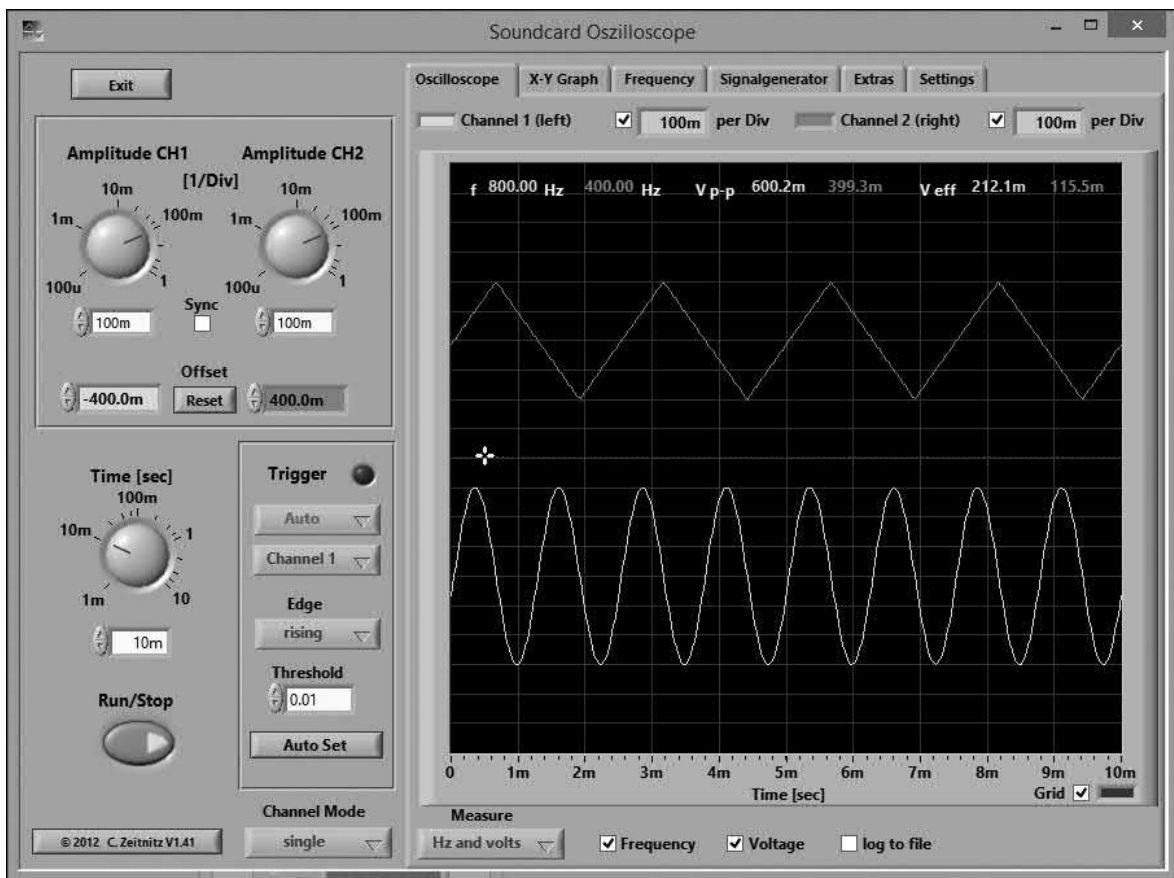 Soundcard Oszilloscope
Exit
Oscilloscope X-Y Graph Frequency Signalgenerator Extras Settings
Channel 1 (left) 100m per Div Channel 2 (right) 100m per Div
Amplitude CH1 Amplitude CH2
[1/Div]
10m 10m
1m 100m 1m 100m
100u 1 100u 1
Sync
100m 100m
Offset
-400.0m Reset 400.0m
f 800.00 Hz 400.00 Hz V p-p 600.2m 399.3m V eff 212.1m 115.5m
Time [sec]
100m
10m 1
1m 10
10m
Run/Stop
Trigger
Auto
Channel 1
Edge
rising
Threshold
0.01
Auto Set
Channel Mode
single
© 2012 C. Zeitnitz V1.41
0 1m 2m 3m 4m 5m 6m 7m 8m 9m 10m
Time [sec]
Grid
Measure
Hz and volts Frequency Voltage log to file